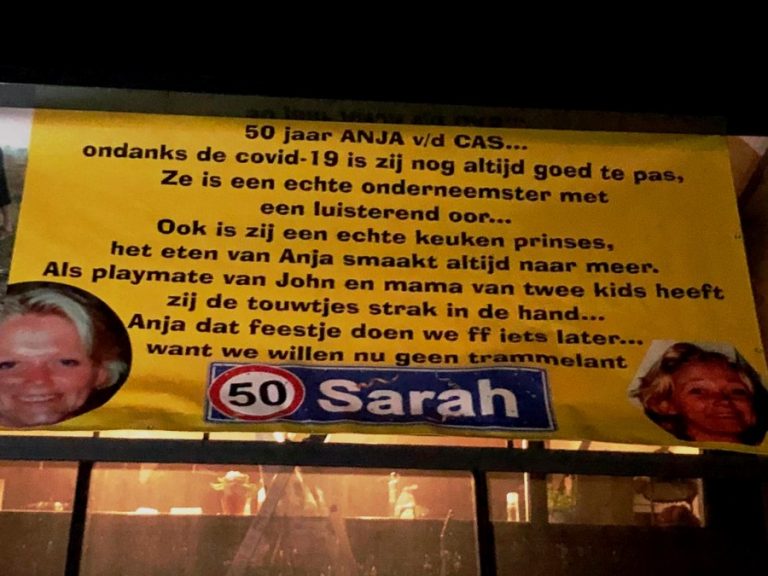 50 jaar ANJA v/d CAS...
ondanks de covid-19 is zij nog altijd goed te pas,
Ze is een echte onderneemster met
een luisterend oor...
Ook is zij een echte keuken prinses,
het eten van Anja smaakt altijd naar meer.
Als playmate van John en mama van twee kids heeft
zij de touwtjes strak in de hand...
Anja dat feestje doen we ff iets later...
want we willen nu geen trammelant
50 Sarah